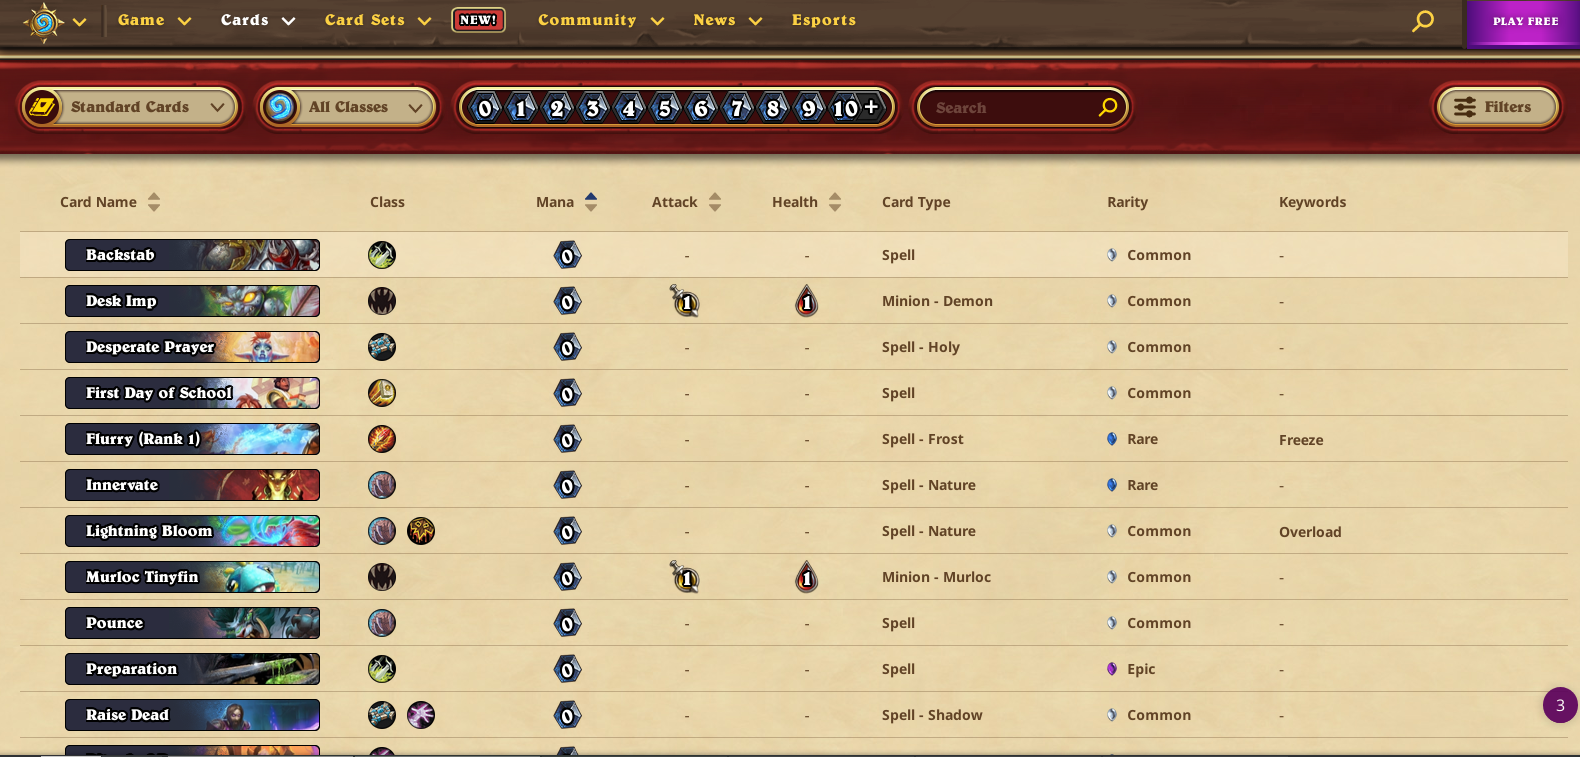 Game Cards Card Sets NEW! Community News Esports PLAY FREE
Standard Cards All Classes 0 1 2 3 4 5 6 7 8 9 10 + Search Filters
Card Name Class Mana Attack Health Card Type Rarity Keywords
Backstab 0 - - Spell Common -
Desk Imp 0 1 1 Minion - Demon Common -
Desperate Prayer 0 - - Spell - Holy Common -
First Day of School 0 - - Spell Common -
Flurry (Rank 1) 0 - - Spell - Frost Rare Freeze
Innervate 0 - - Spell - Nature Rare -
Lightning Bloom 0 - - Spell - Nature Common Overload
Murloc Tinyfin 0 1 1 Minion - Murloc Common -
Pounce 0 - - Spell Common -
Preparation 0 - - Spell Epic -
Raise Dead 0 - - Spell - Shadow Common -
3